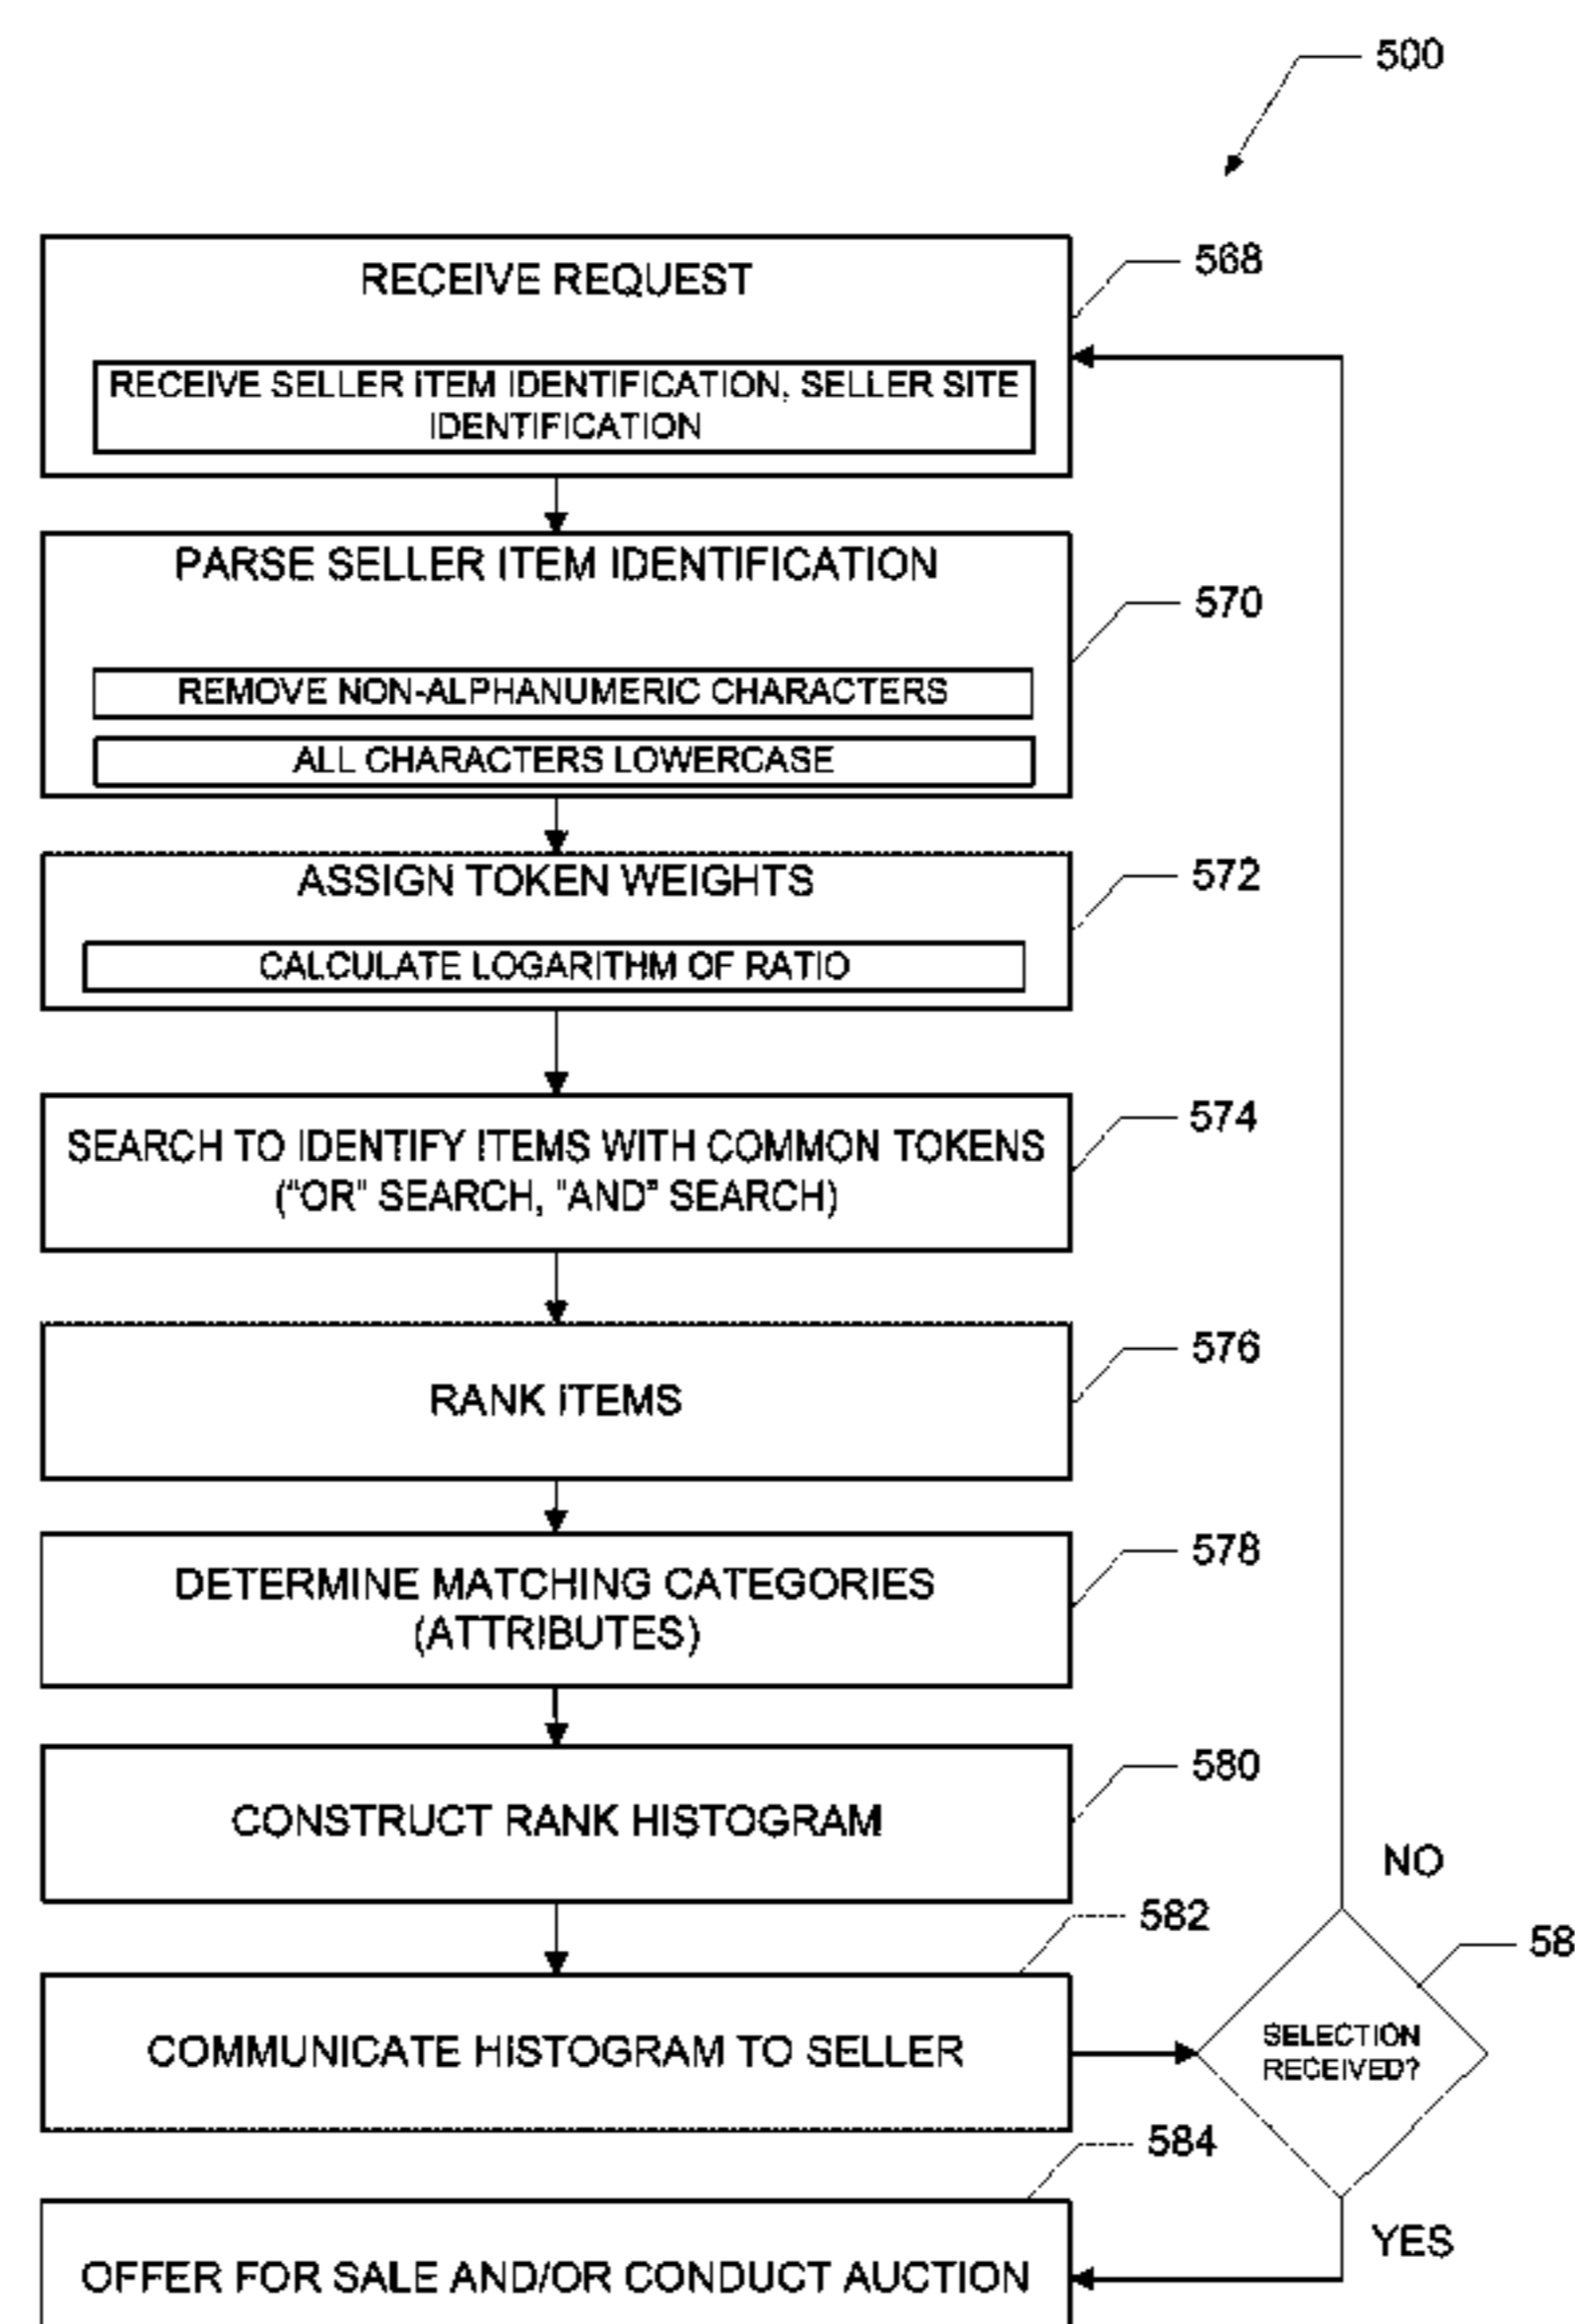 500
RECEIVE REQUEST
568
RECEIVE SELLER ITEM IDENTIFICATION, SELLER SITE
IDENTIFICATION
PARSE SELLER ITEM IDENTIFICATION
570
REMOVE NON-ALPHANUMERIC CHARACTERS
ALL CHARACTERS LOWERCASE
ASSIGN TOKEN WEIGHTS
572
CALCULATE LOGARITHM OF RATIO
574
SEARCH TO IDENTIFY ITEMS WITH COMMON TOKENS
("OR" SEARCH, "AND" SEARCH)
576
RANK ITEMS
578
DETERMINE MATCHING CATEGORIES
(ATTRIBUTES)
580
CONSTRUCT RANK HISTOGRAM
NO
582
58
SELECTION
RECEIVED?
COMMUNICATE HISTOGRAM TO SELLER
584
YES
OFFER FOR SALE AND/OR CONDUCT AUCTION